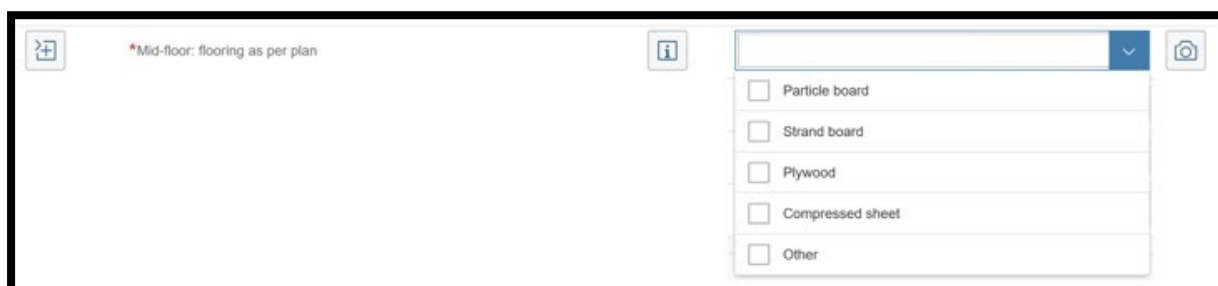 *Mid-floor: flooring as per plan
Particle board
Strand board
Plywood
Compressed sheet
Other